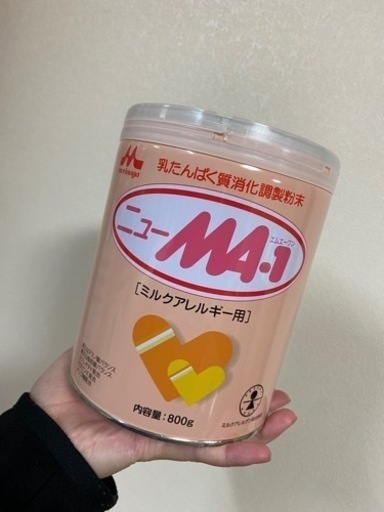 morinaga
乳たんぱく質消化調製粉末
ニューMA-1
エムエーワン
[ミルクアレルギー用]
内容量:800g